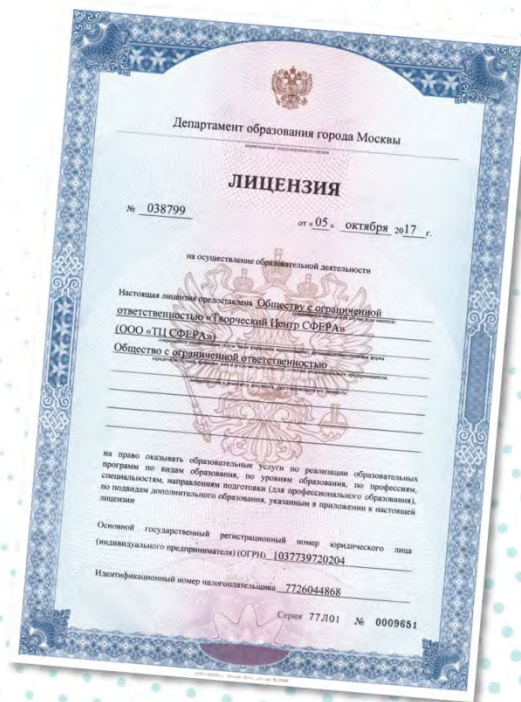 Департамент образования города Москвы
ЛИЦЕНЗИЯ
№ 038799
от « 05 » октября 2017 г.
на осуществление образовательной деятельности
Настоящая лицензия предоставлена Обществу с ограниченной
ответственностью «Творческий Центр СФЕРА»
(ООО «ТЦ СФЕРА»)
Общество с ограниченной ответственностью
на право оказывать образовательные услуги по реализации образовательных
программ по видам образования, по уровням образования, по профессиям,
специальностям, направлениям подготовки (для профессионального образования),
по подвидам дополнительного образования, указанным в приложении к настоящей
лицензии
Основной государственный регистрационный номер юридического лица
(индивидуального предпринимателя) (ОГРН) 1037739720204
Идентификационный номер налогоплательщика 7726044868
Серия 77Л01 № 0009651